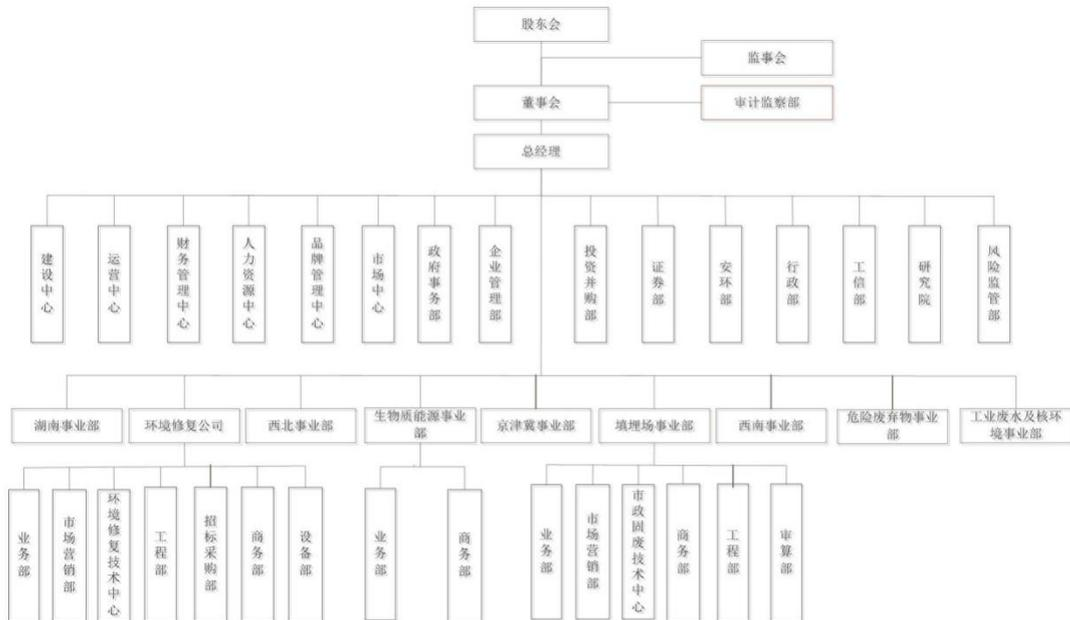 股东会
监事会
董事会
审计监察部
总经理
建设中心
运营中心
财务管理中心
人力资源中心
品牌管理中心
市场中心
政府事务部
企业管理部
投资并购部
证券部
安环部
行政部
工信部
研究院
风险监管部
湖南事业部
环境修复公司
西北事业部
生物质能源事业
部
京津冀事业部
填埋场事业部
西南事业部
危险废弃物事业
部
工业废水及核环
境事业部
业务部
市场营销部
环境修复技术中心
工程部
招标采购部
商务部
设备部
业务部
商务部
业务部
市场营销部
市政固废技术中心
商务部
工程部
审算部